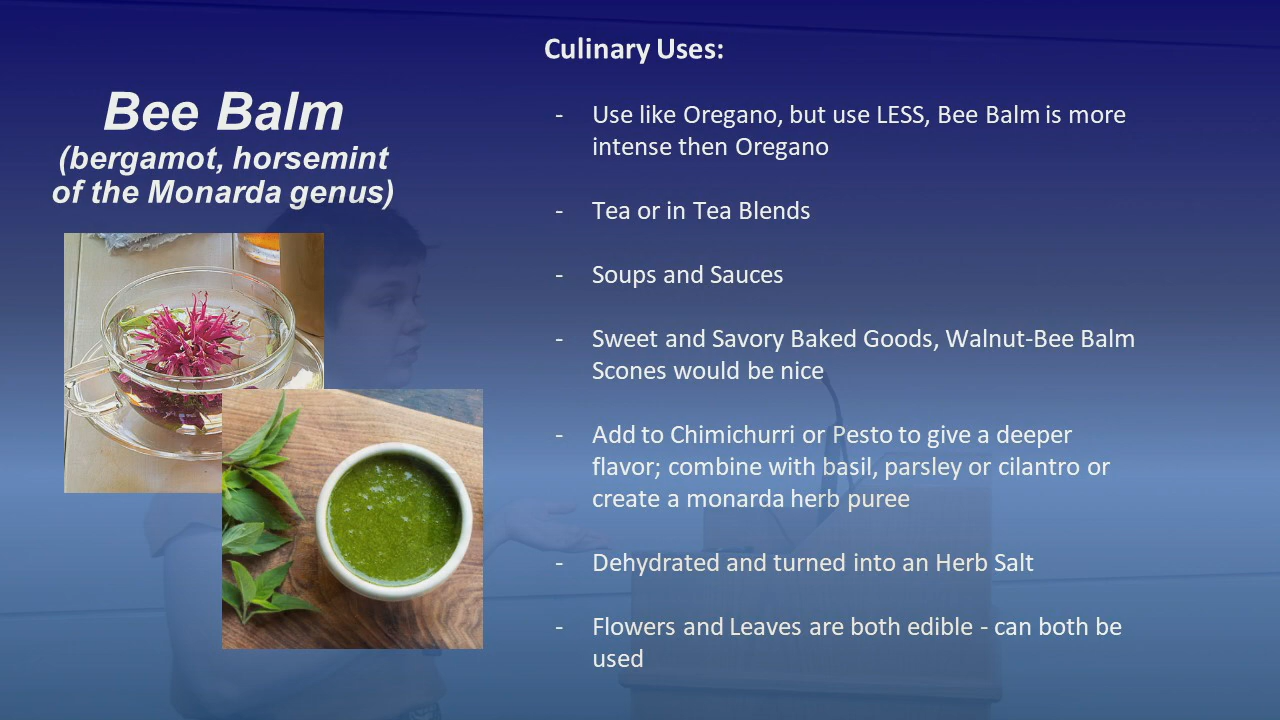 Culinary Uses:
Bee Balm
(bergamot, horsemint
of the Monarda genus)
- Use like Oregano, but use LESS, Bee Balm is more
intense then Oregano
- Tea or in Tea Blends
- Soups and Sauces
- Sweet and Savory Baked Goods, Walnut-Bee Balm
Scones would be nice
- Add to Chimichurri or Pesto to give a deeper
flavor; combine with basil, parsley or cilantro or
create a monarda herb puree
- Dehydrated and turned into an Herb Salt
- Flowers and Leaves are both edible - can both be
used